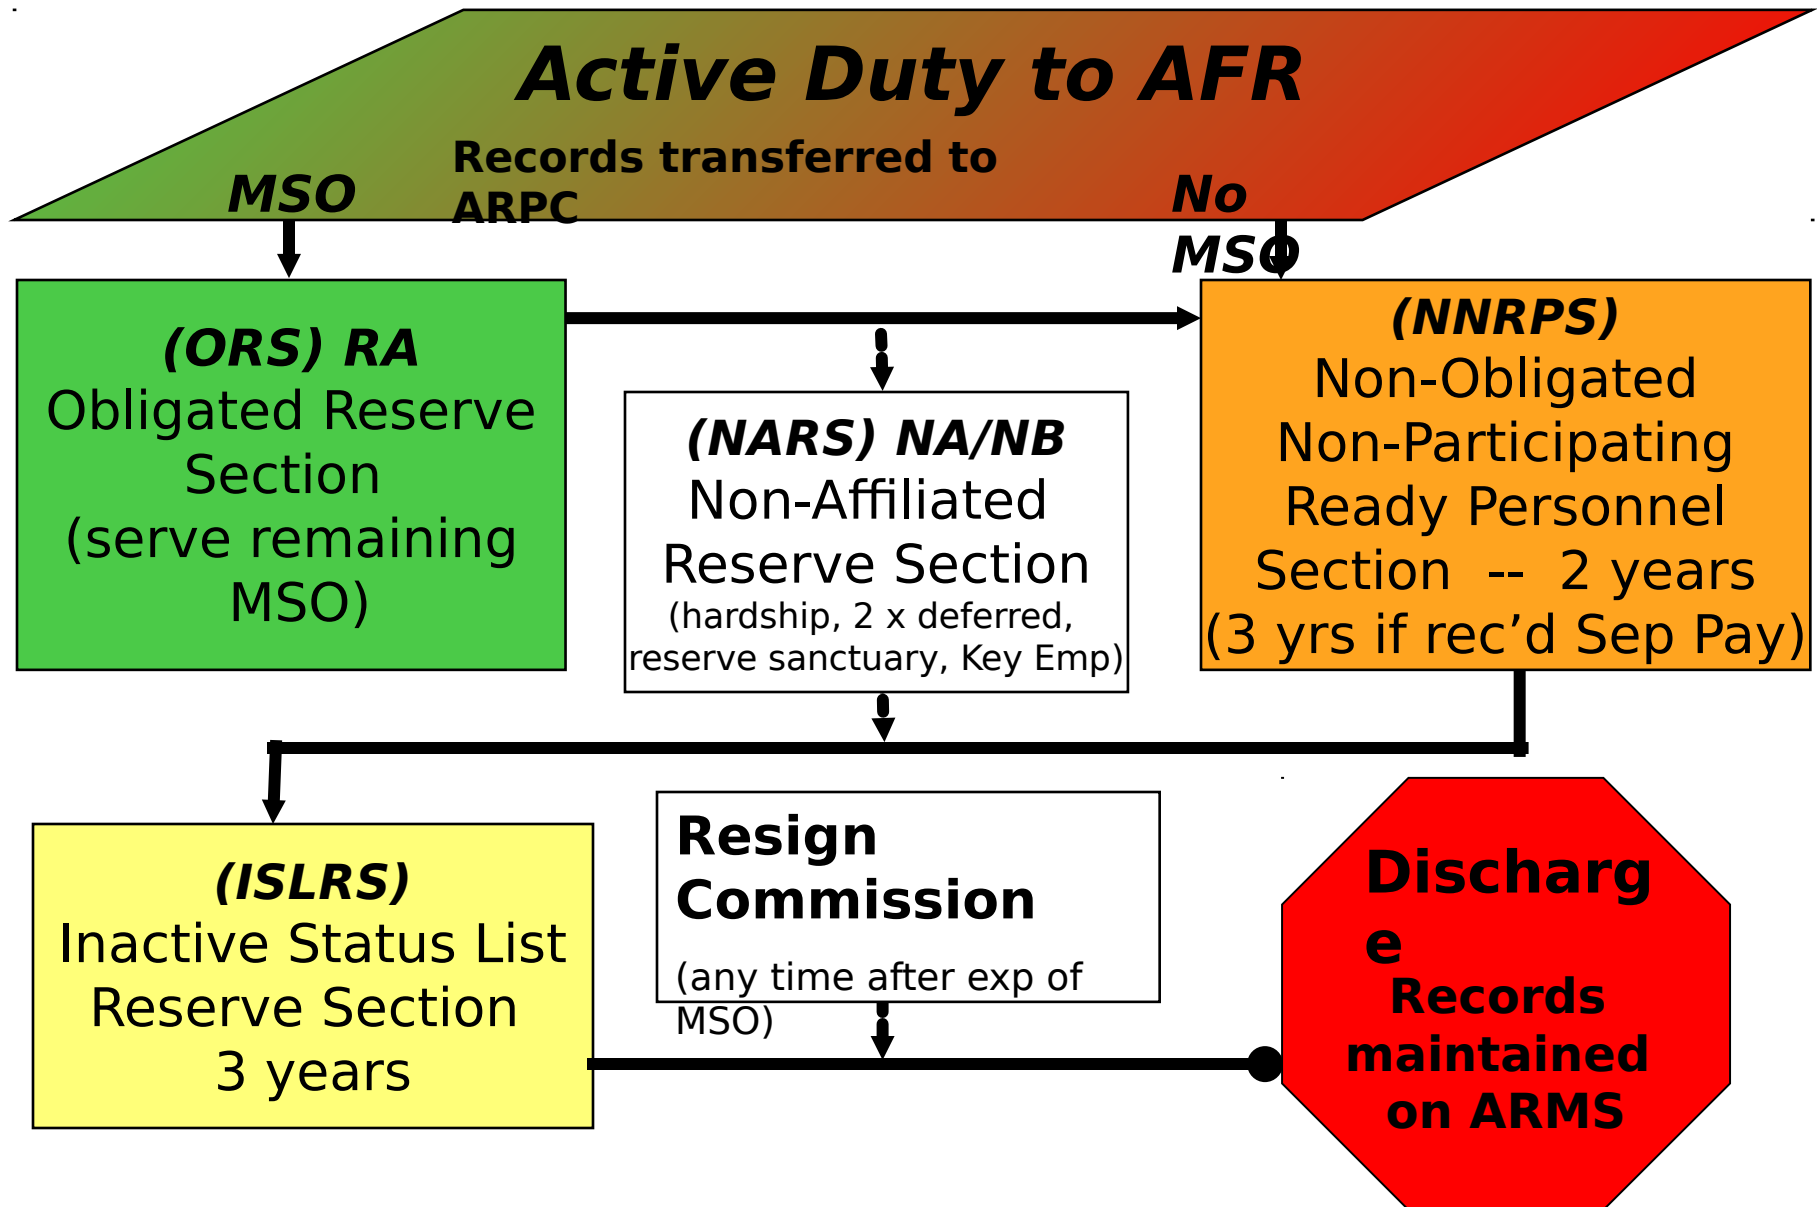 Active Duty to AFR
Records transferred to
ARPC
MSO
No
MSO
(ORS) RA
Obligated Reserve
Section
(serve remaining
MSO)
(NARS) NA/NB
Non-Affiliated
Reserve Section
(hardship, 2 x deferred,
reserve sanctuary, Key Emp)
(NNRPS)
Non-Obligated
Non-Participating
Ready Personnel
Section -- 2 years
(3 yrs if rec’d Sep Pay)
(ISLRS)
Inactive Status List
Reserve Section
3 years
Resign
Commission
(any time after exp of
MSO)
Discharg
e
Records
maintained
on ARMS